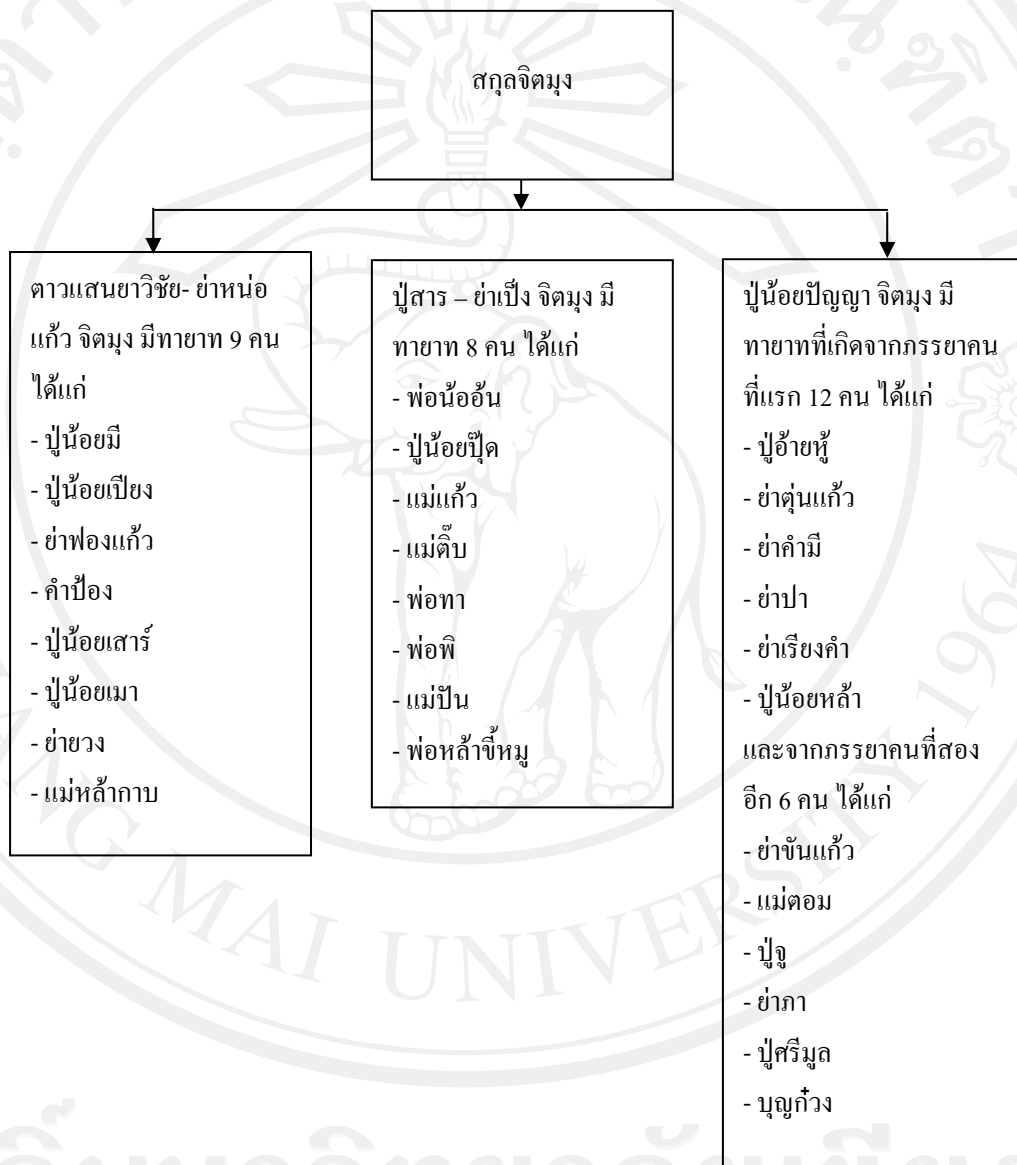 สกุลจิตมุง
ตาวแสนยาวิชัย- ย่าหน่อ
แก้ว จิตมุง มีทายาท 9 คน
ได้แก่
- ปู่น้อยมี
- ปู่น้อยเปียง
- ย่าฟองแก้ว
- คำป้อง
- ปู่น้อยเสาร์
- ปู่น้อยเมา
- ย่ายวง
- แม่หล้ากาบ
ปู่สาร – ย่าเป็ง จิตมุง มี
ทายาท 8 คน ได้แก่
- พ่อน้ออ้น
- ปู่น้อยปุ๊ด
- แม่แก้ว
- แม่ติ๊บ
- พ่อทา
- พ่อพิ
- แม่ปัน
- พ่อหล้าขี้หมู
ปู่น้อยปัญญา จิตมุง มี
ทายาทที่เกิดจากภรรยาคน
ที่แรก 12 คน ได้แก่
- ปู่อ้ายหู้
- ย่าตุ่นแก้ว
- ย่าคำมี
- ย่าปา
- ย่าเรียงคำ
- ปู่น้อยหล้า
และจากภรรยาคนที่สอง
อีก 6 คน ได้แก่
- ย่าขันแก้ว
- แม่ตอม
- ปู่จู
- ย่าภา
- ปู่ศรีมูล
- บุญก๋วง
ANG MAI UNIVERSITY 1964